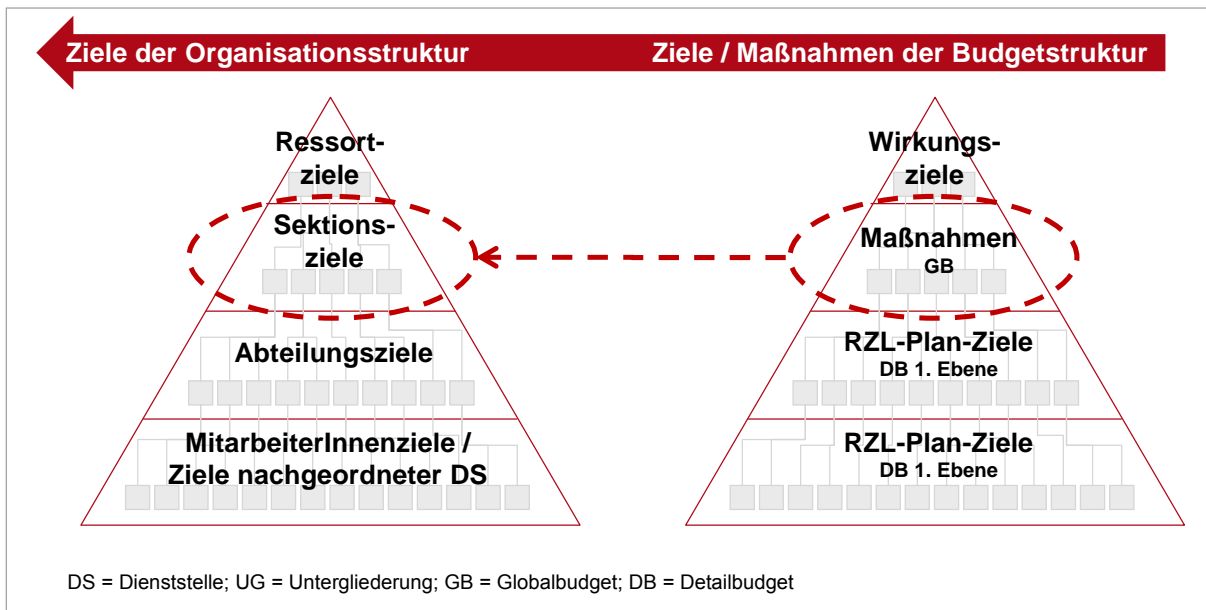 Ziele der Organisationsstruktur
Ziele / Maßnahmen der Budgetstruktur
Ressort-
ziele
Sektions-
ziele
Abteilungsziele
MitarbeiterInnenziele /
Ziele nachgeordneter DS
Wirkungs-
ziele
Maßnahmen
GB
RZL-Plan-Ziele
DB 1. Ebene
RZL-Plan-Ziele
DB 1. Ebene
DS = Dienststelle; UG = Untergliederung; GB = Globalbudget; DB = Detailbudget